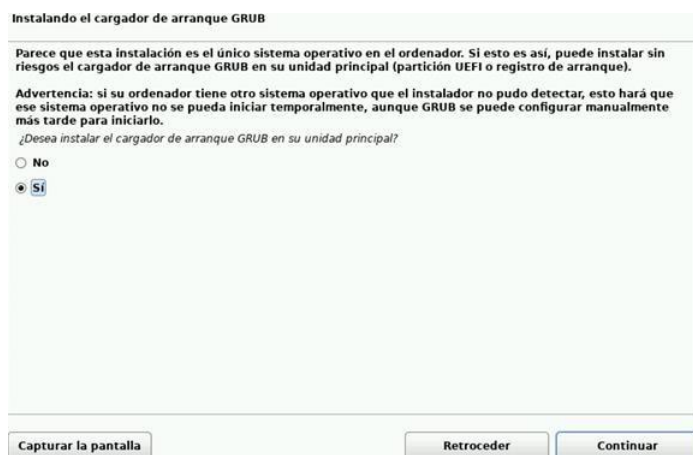 Instalando el cargador de arranque GRUB
Parece que esta instalación es el único sistema operativo en el ordenador. Si esto es así, puede instalar sin
riesgos el cargador de arranque GRUB en su unidad principal (partición UEFI o registro de arranque).
Advertencia: si su ordenador tiene otro sistema operativo que el instalador no pudo detectar, esto hará que
ese sistema operativo no se pueda iniciar temporalmente, aunque GRUB se puede configurar manualmente
más tarde para iniciarlo.
¿Desea instalar el cargador de arranque GRUB en su unidad principal?
No
Sí
Capturar la pantalla
Retroceder
Continuar